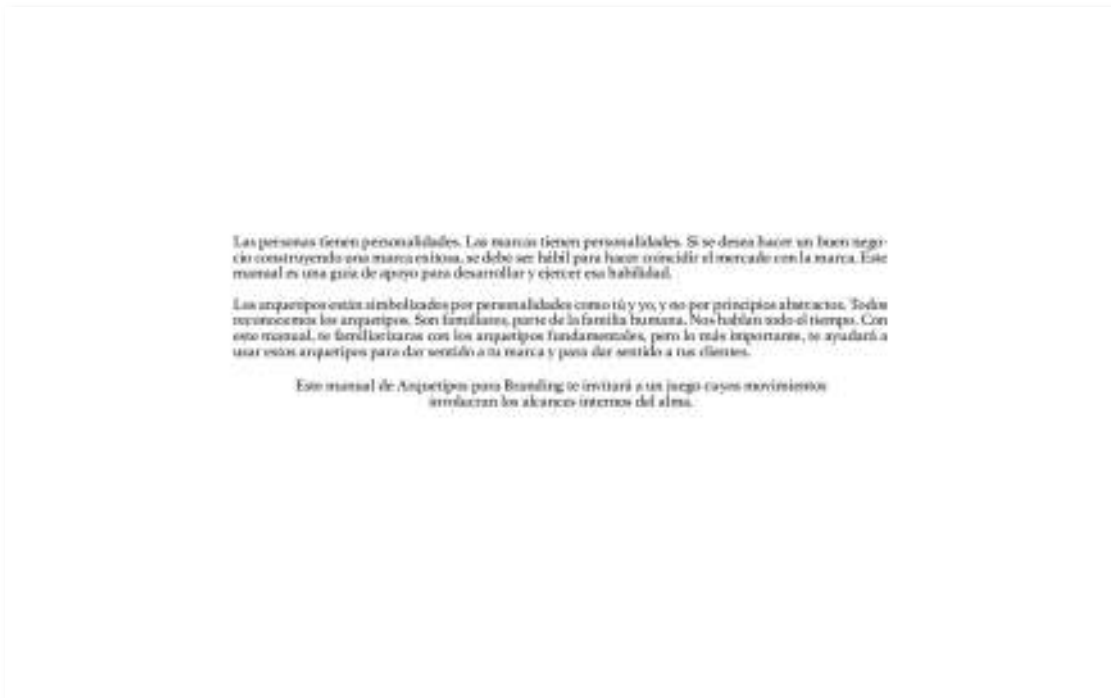 Las personas tienen personalidades. Las marcas tienen personalidades. Si se desea hacer un buen nego-
cio construyendo una marca exitosa, se debe ser hábil para hacer coincidir el mercado con la marca. Este
manual es una guía de apoyo para desarrollar y ejercer esa habilidad.
Los arquetipos están simbolizados por personalidades como tú y yo, y no por principios abstractos. Todos
reconocemos los arquetipos. Son familiares, parte de la familia humana. Nos hablan todo el tiempo. Con
este manual, te familiarizaras con los arquetipos fundamentales, pero lo más importante, te ayudará a
usar estos arquetipos para dar sentido a tu marca y para dar sentido a tus clientes.
Este manual de Arquetipos para Branding te invitará a un juego cuyos movimientos
involucran los alcances internos del alma.